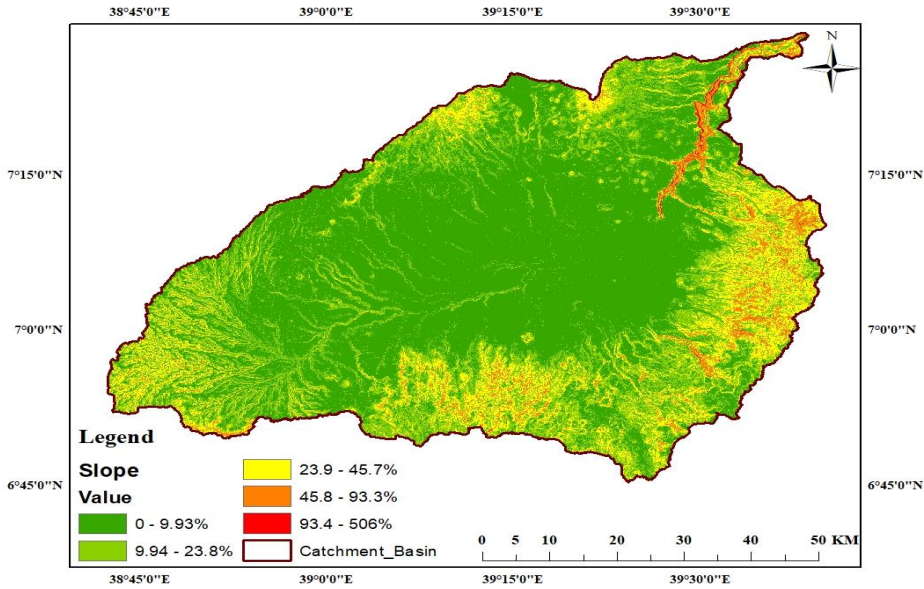 38°45'0"E 39°0'0"E 39°15'0"E 39°30'0"E
N
7°15'0"N 7°15'0"N
7°0'0"N 7°0'0"N
6°45'0"N 6°45'0"N
Legend
Slope
Value
0 - 9.93%
9.94 - 23.8%
23.9 - 45.7%
45.8 - 93.3%
93.4 - 506%
Catchment_Basin
0 5 10 20 30 40 50 KM
38°45'0"E 39°0'0"E 39°15'0"E 39°30'0"E